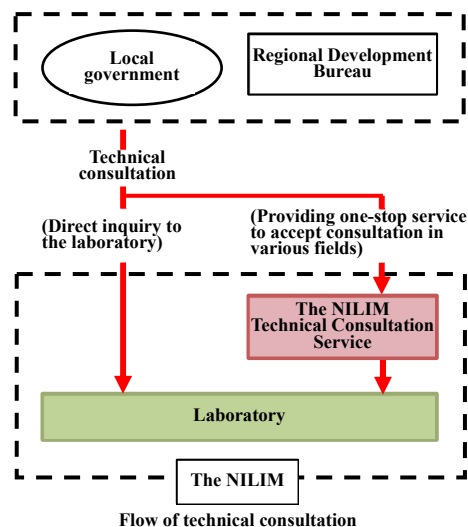 Local
government
Regional Development
Bureau
Technical
consultation
(Direct inquiry to
the laboratory)
(Providing one-stop service
to accept consultation in
various fields)
The NILIM
Technical Consultation
Service
Laboratory
The NILIM
Flow of technical consultation